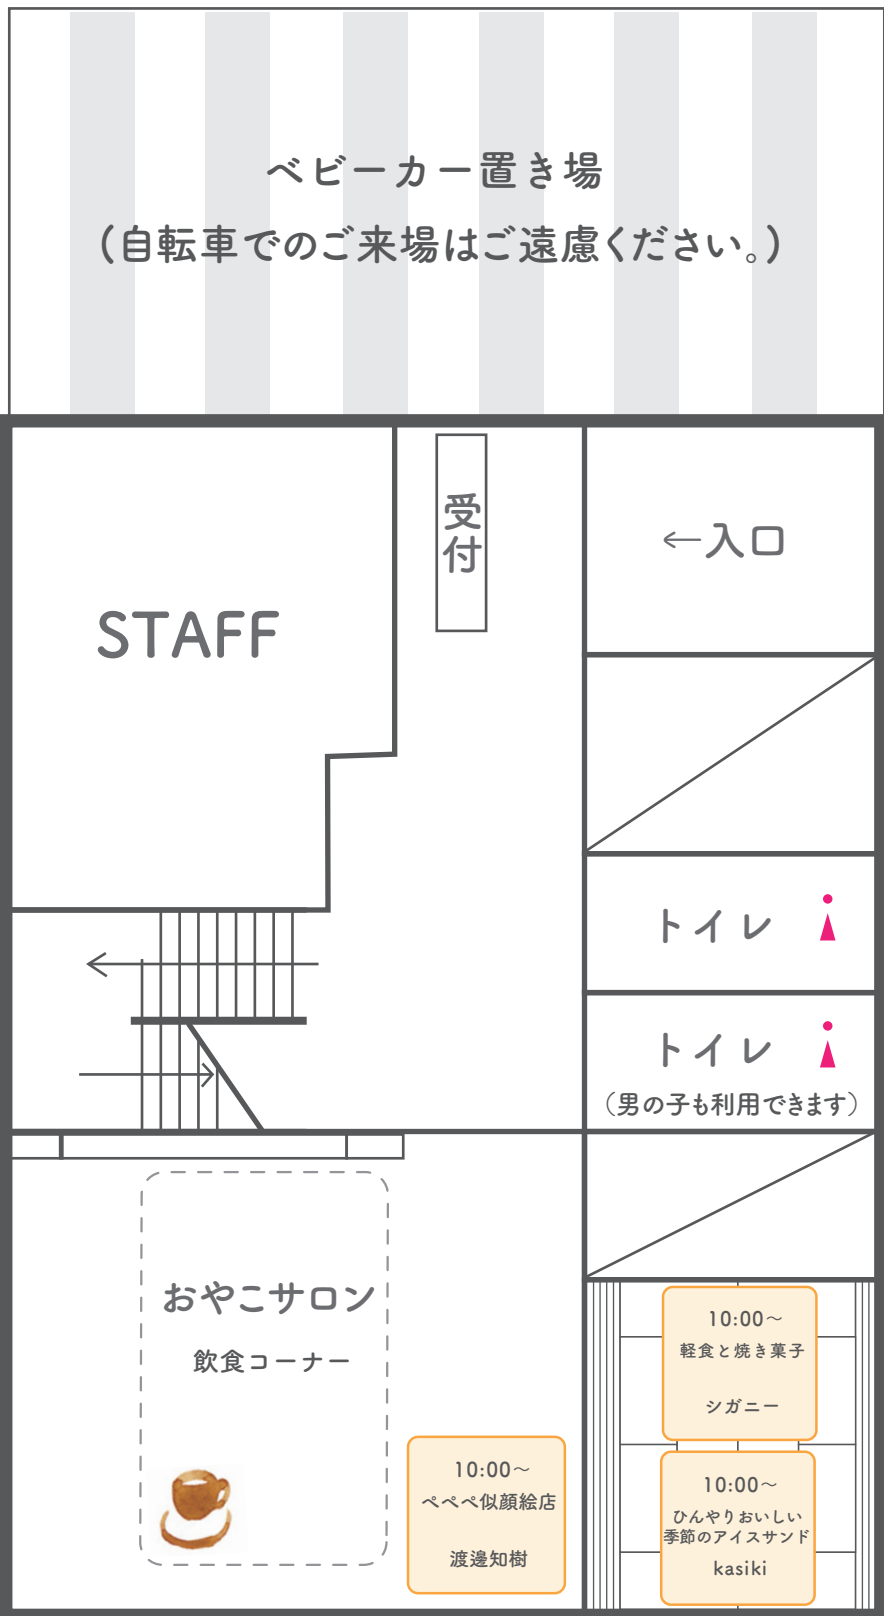 ベビーカー置き場
(自転車でのご来場はご遠慮ください。)
受付
←入口
STAFF
トイレ
トイレ
（男の子も利用できます）
おやこサロン
飲食コーナー
10:00〜
軽食と焼き菓子
シガニー
10:00〜
ぺぺぺ似顔絵店
渡邊知樹
10:00〜
ひんやりおいしい
季節のアイスサンド
kasiki